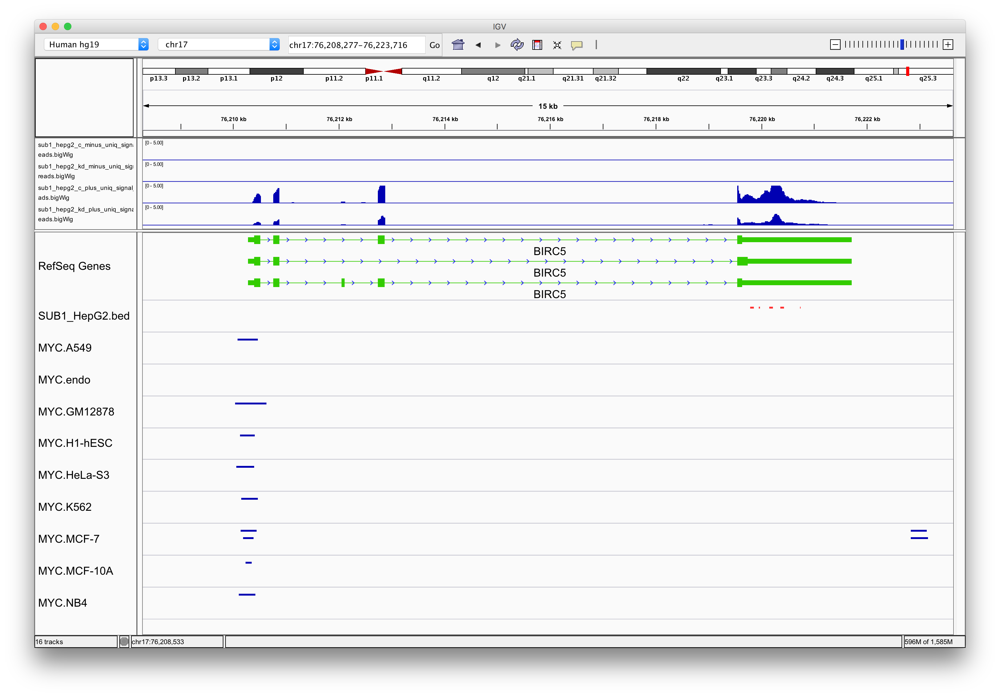 IGV
Human hg19 chr17 chr17:76,208,277-76,223,716 Go
p13.3 p13.2 p13.1 p12 p11.2 p11.1 q11.2 q12 q21.1 q21.31 q21.32 q22 q23.1 q23.3 q24.2 q24.3 q25.1 q25.3
15 kb
76,210 kb 76,212 kb 76,214 kb 76,216 kb 76,218 kb 76,220 kb 76,222 kb
sub1_hepg2_c_minus_uniq_signa [0 - 5.00]
eads.bigWig
sub1_hepg2_kd_minus_uniq_sig [0 - 5.00]
reads.bigWig
sub1_hepg2_c_plus_uniq_signal_ [0 - 5.00]
ads.bigWig
sub1_hepg2_kd_plus_uniq_signa [0 - 5.00]
eads.bigWig
BIRC5
RefSeq Genes
BIRC5
BIRC5
SUB1_HepG2.bed
MYC.A549
MYC.endo
MYC.GM12878
MYC.H1-hESC
MYC.HeLa-S3
MYC.K562
MYC.MCF-7
MYC.MCF-10A
MYC.NB4
16 tracks chr17:76,208,533 596M of 1,585M